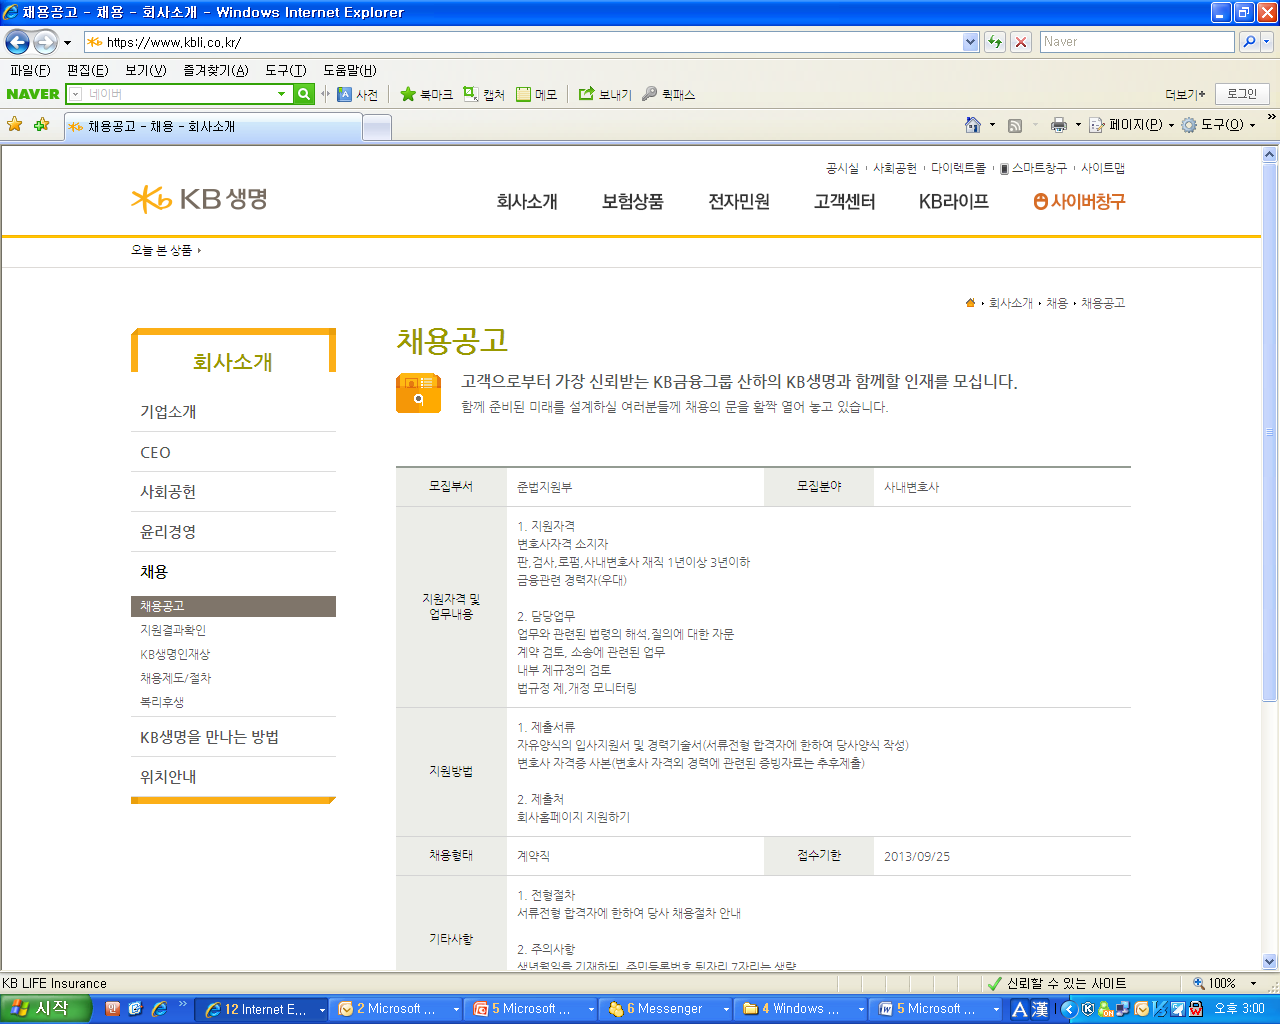 채용공고 - 채용 - 회사소개 - Windows Internet Explorer
https://www.kbli.co.kr/
Naver
파일(F) 편집(E) 보기(V) 즐겨찾기(A) 도구(T) 도움말(H)
NAVER 네이버 사전 북마크 캡처 메모 보내기 퀵패스 더보기+ 로그인
채용공고 - 채용 - 회사소개
페이지(P) 도구(O)
공시실 사회공헌 다이렉트몰 스마트창구 사이트맵
KB 생명
회사소개 보험상품 전자민원 고객센터 KB라이프 사이버창구
오늘 본 상품
회사소개 채용 채용공고
회사소개
기업소개
CEO
사회공헌
윤리경영
채용
채용공고
지원결과확인
KB생명인재상
채용제도/절차
복리후생
KB생명을 만나는 방법
위치안내
채용공고
고객으로부터 가장 신뢰받는 KB금융그룹 산하의 KB생명과 함께할 인재를 모십니다.
함께 준비된 미래를 설계하실 여러분들께 채용의 문을 활짝 열어 놓고 있습니다.
모집부서 준법지원부 모집분야 사내변호사
지원자격 및
업무내용
1. 지원자격
변호사자격 소지자
판,검사,로펌,사내변호사 재직 1년이상 3년이하
금융관련 경력자(우대)
2. 담당업무
업무와 관련된 법령의 해석,질의에 대한 자문
계약 검토, 소송에 관련된 업무
내부 제규정의 검토
법규정 제,개정 모니터링
지원방법
1. 제출서류
자유양식의 입사지원서 및 경력기술서(서류전형 합격자에 한하여 당사양식 작성)
변호사 자격증 사본(변호사 자격외 경력에 관련된 증빙자료는 추후제출)
2. 제출처
회사홈페이지 지원하기
채용형태 계약직 접수기한 2013/09/25
기타사항
1. 전형절차
서류전형 합격자에 한하여 당사 채용절차 안내
2. 주의사항
생년월일을 기재하되, 주민등록번호 뒷자리 7자리는 생략
KB LIFE Insurance 신뢰할 수 있는 사이트 100%
시작 12 Internet E... 2 Microsoft ... 5 Microsoft ... 6 Messenger 4 Windows ... 5 Microsoft ... A 漢 오후 3:00